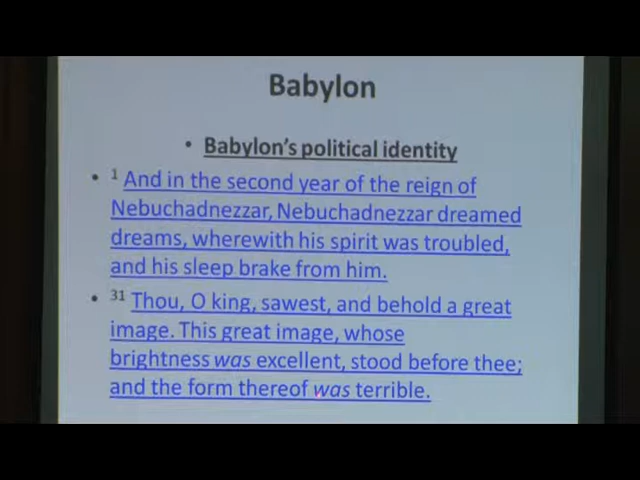 Babylon
• Babylon's political identity
• 1 And in the second year of the reign of
Nebuchadnezzar, Nebuchadnezzar dreamed
dreams, wherewith his spirit was troubled,
and his sleep brake from him.
• 31 Thou, O king, sawest, and behold a great
image. This great image, whose
brightness was excellent, stood before thee;
and the form thereof was terrible.